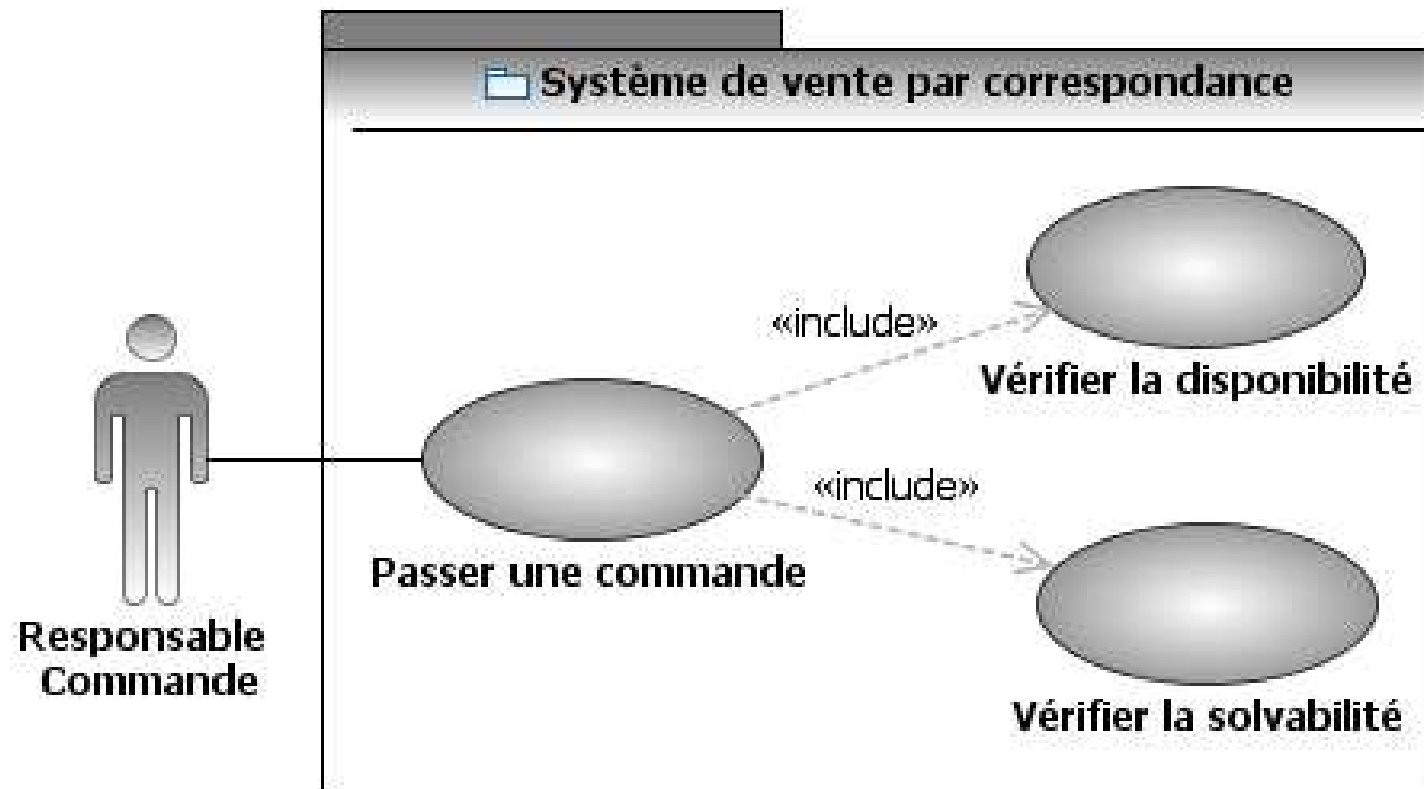 Système de vente par correspondance
«include»
Vérifier la disponibilité
«include»
Passer une commande
Responsable
Commande
Vérifier la solvabilité